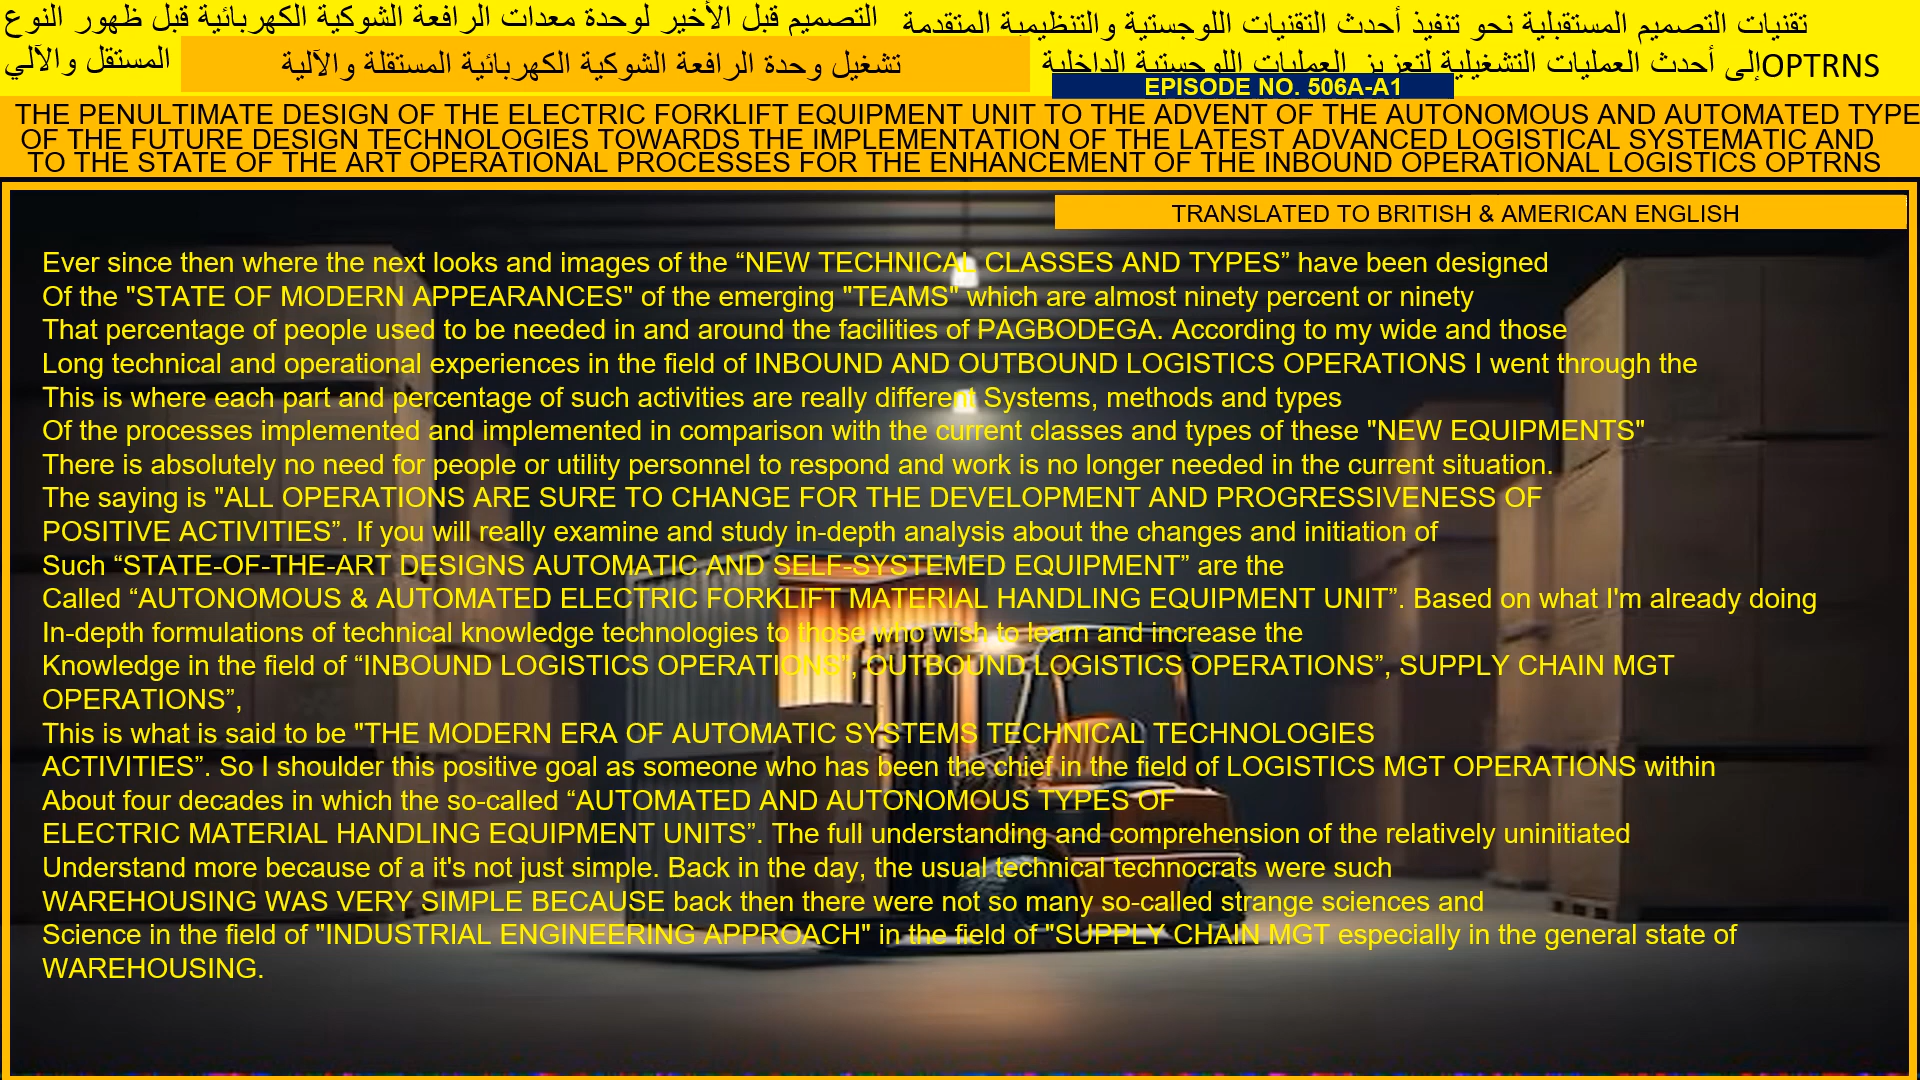 التصميم قبل الأخير لوحدة معدات الرافعة الشوكية الكهربائية قبل ظهور النوع
المستقل والآلي
تقنيات التصميم المستقبلية نحو تنفيذ أحدث التقنيات اللوجستية والتنظيمية المتقدمة
إلى أحدث العمليات التشغيلية لتعزيز العمليات اللوجستية الداخلية OPTRNS
تشغيل وحدة الرافعة الشوكية الكهربائية المستقلة والآلية
EPISODE NO. 506A-A1
THE PENULTIMATE DESIGN OF THE ELECTRIC FORKLIFT EQUIPMENT UNIT TO THE ADVENT OF THE AUTONOMOUS AND AUTOMATED TYPE
OF THE FUTURE DESIGN TECHNOLOGIES TOWARDS THE IMPLEMENTATION OF THE LATEST ADVANCED LOGISTICAL SYSTEMATIC AND
TO THE STATE OF THE ART OPERATIONAL PROCESSES FOR THE ENHANCEMENT OF THE INBOUND OPERATIONAL LOGISTICS OPTRNS
TRANSLATED TO BRITISH & AMERICAN ENGLISH
Ever since then where the next looks and images of the “NEW TECHNICAL CLASSES AND TYPES” have been designed
Of the "STATE OF MODERN APPEARANCES" of the emerging "TEAMS" which are almost ninety percent or ninety
That percentage of people used to be needed in and around the facilities of PAGBODEGA. According to my wide and those
Long technical and operational experiences in the field of INBOUND AND OUTBOUND LOGISTICS OPERATIONS I went through the
This is where each part and percentage of such activities are really different Systems, methods and types
Of the processes implemented and implemented in comparison with the current classes and types of these "NEW EQUIPMENTS"
There is absolutely no need for people or utility personnel to respond and work is no longer needed in the current situation.
The saying is "ALL OPERATIONS ARE SURE TO CHANGE FOR THE DEVELOPMENT AND PROGRESSIVENESS OF
POSITIVE ACTIVITIES”. If you will really examine and study in-depth analysis about the changes and initiation of
Such “STATE-OF-THE-ART DESIGNS AUTOMATIC AND SELF-SYSTEMED EQUIPMENT” are the
Called “AUTONOMOUS & AUTOMATED ELECTRIC FORKLIFT MATERIAL HANDLING EQUIPMENT UNIT”. Based on what I'm already doing
In-depth formulations of technical knowledge technologies to those who wish to learn and increase the
Knowledge in the field of “INBOUND LOGISTICS OPERATIONS”, OUTBOUND LOGISTICS OPERATIONS”, SUPPLY CHAIN MGT
OPERATIONS”,
This is what is said to be "THE MODERN ERA OF AUTOMATIC SYSTEMS TECHNICAL TECHNOLOGIES
ACTIVITIES”. So I shoulder this positive goal as someone who has been the chief in the field of LOGISTICS MGT OPERATIONS within
About four decades in which the so-called “AUTOMATED AND AUTONOMOUS TYPES OF
ELECTRIC MATERIAL HANDLING EQUIPMENT UNITS”. The full understanding and comprehension of the relatively uninitiated
Understand more because of a it's not just simple. Back in the day, the usual technical technocrats were such
WAREHOUSING WAS VERY SIMPLE BECAUSE back then there were not so many so-called strange sciences and
Science in the field of "INDUSTRIAL ENGINEERING APPROACH" in the field of "SUPPLY CHAIN MGT especially in the general state of
WAREHOUSING.